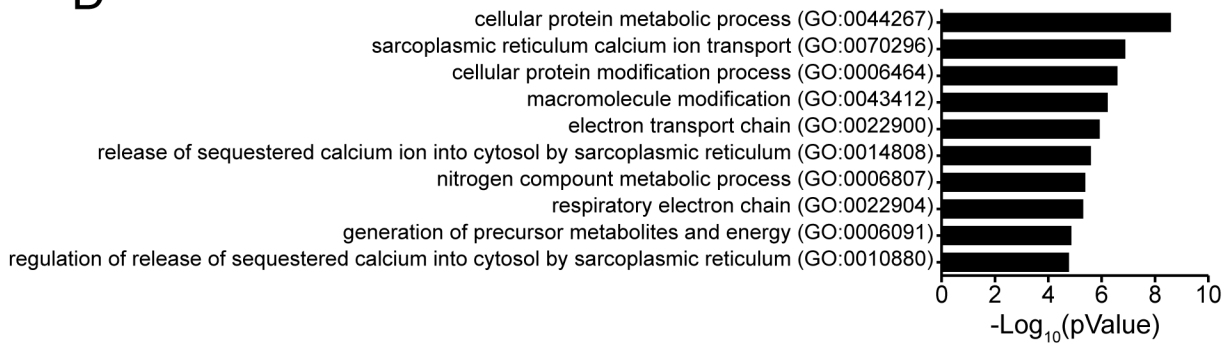 cellular protein metabolic process (GO:0044267)
sarcoplasmic reticulum calcium ion transport (GO:0070296)
cellular protein modification process (GO:0006464)
macromolecule modification (GO:0043412)
electron transport chain (GO:0022900)
release of sequestered calcium ion into cytosol by sarcoplasmic reticulum (GO:0014808)
nitrogen compount metabolic process (GO:0006807)
respiratory electron chain (GO:0022904)
generation of precursor metabolites and energy (GO:0006091)
regulation of release of sequestered calcium into cytosol by sarcoplasmic reticulum (GO:0010880)
0 2 4 6 8 10
-Log10(pValue)